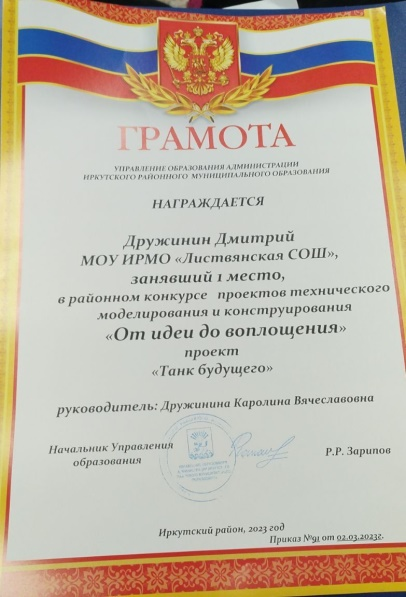 ГРАМОТА
УПРАВЛЕНИЕ ОБРАЗОВАНИЯ АДМИНИСТРАЦИИ
ИРКУТСКОГО РАЙОННОГО МУНИЦИПАЛЬНОГО ОБРАЗОВАНИЯ
НАГРАЖДАЕТСЯ
Дружинин Дмитрий
МОУ ИРМО «Листвянская СОШ»,
занявший 1 место,
в районном конкурсе проектов технического
моделирования и конструирования
«От идеи до воплощения»
проект
«Танк будущего»
руководитель: Дружинина Каролина Вячеславовна
Начальник Управления
образования
Р.Р. Зарипов
Иркутский район, 2023 год
Приказ №91 от 02.03.2023г.